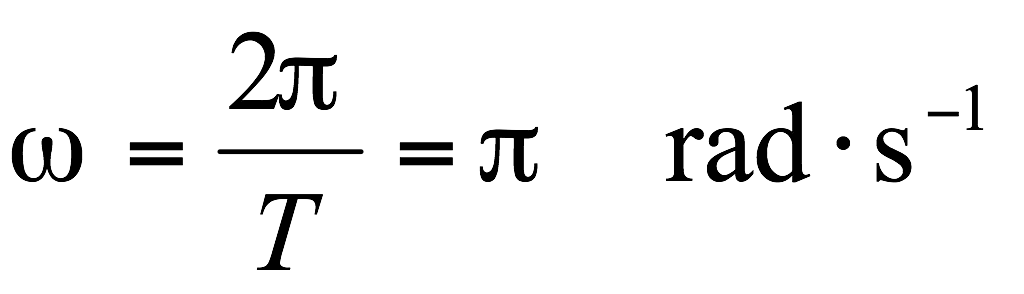 ω = 2π/T = π rad·s⁻¹